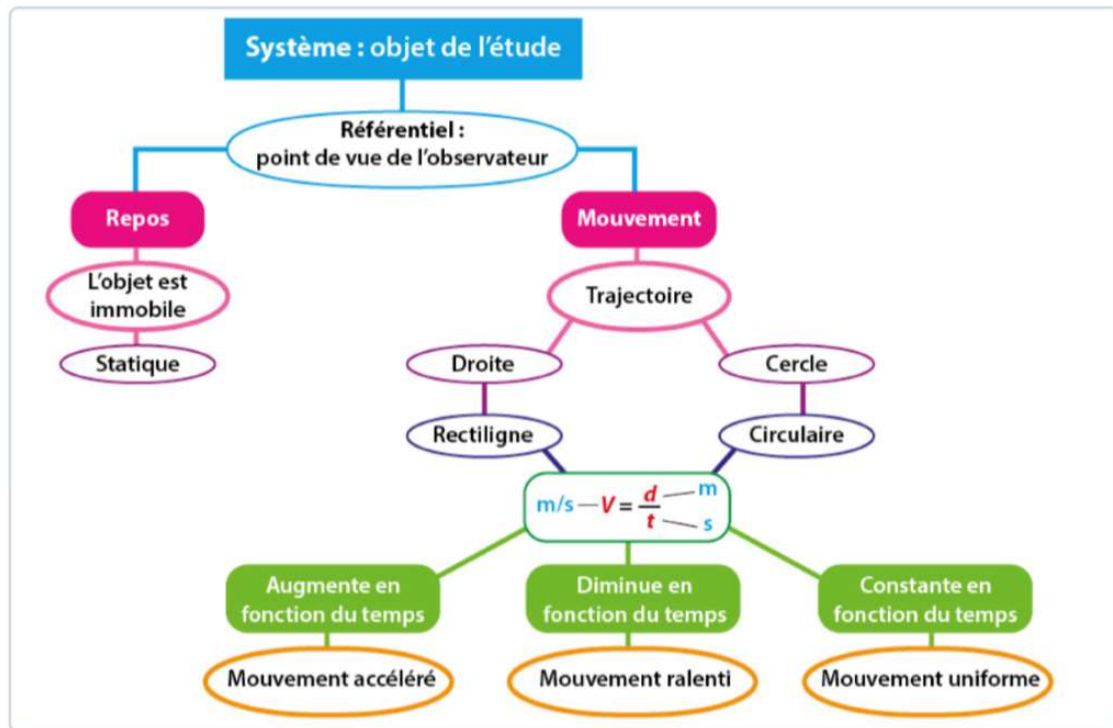 Système : objet de l'étude
Référentiel :
point de vue de l'observateur
Repos
Mouvement
L'objet est
immobile
Trajectoire
Statique
Droite
Cercle
Rectiligne
Circulaire
m/s — V = d/t — m
s
Augmente en
fonction du temps
Diminue en
fonction du temps
Constante en
fonction du temps
Mouvement accéléré
Mouvement ralenti
Mouvement uniforme